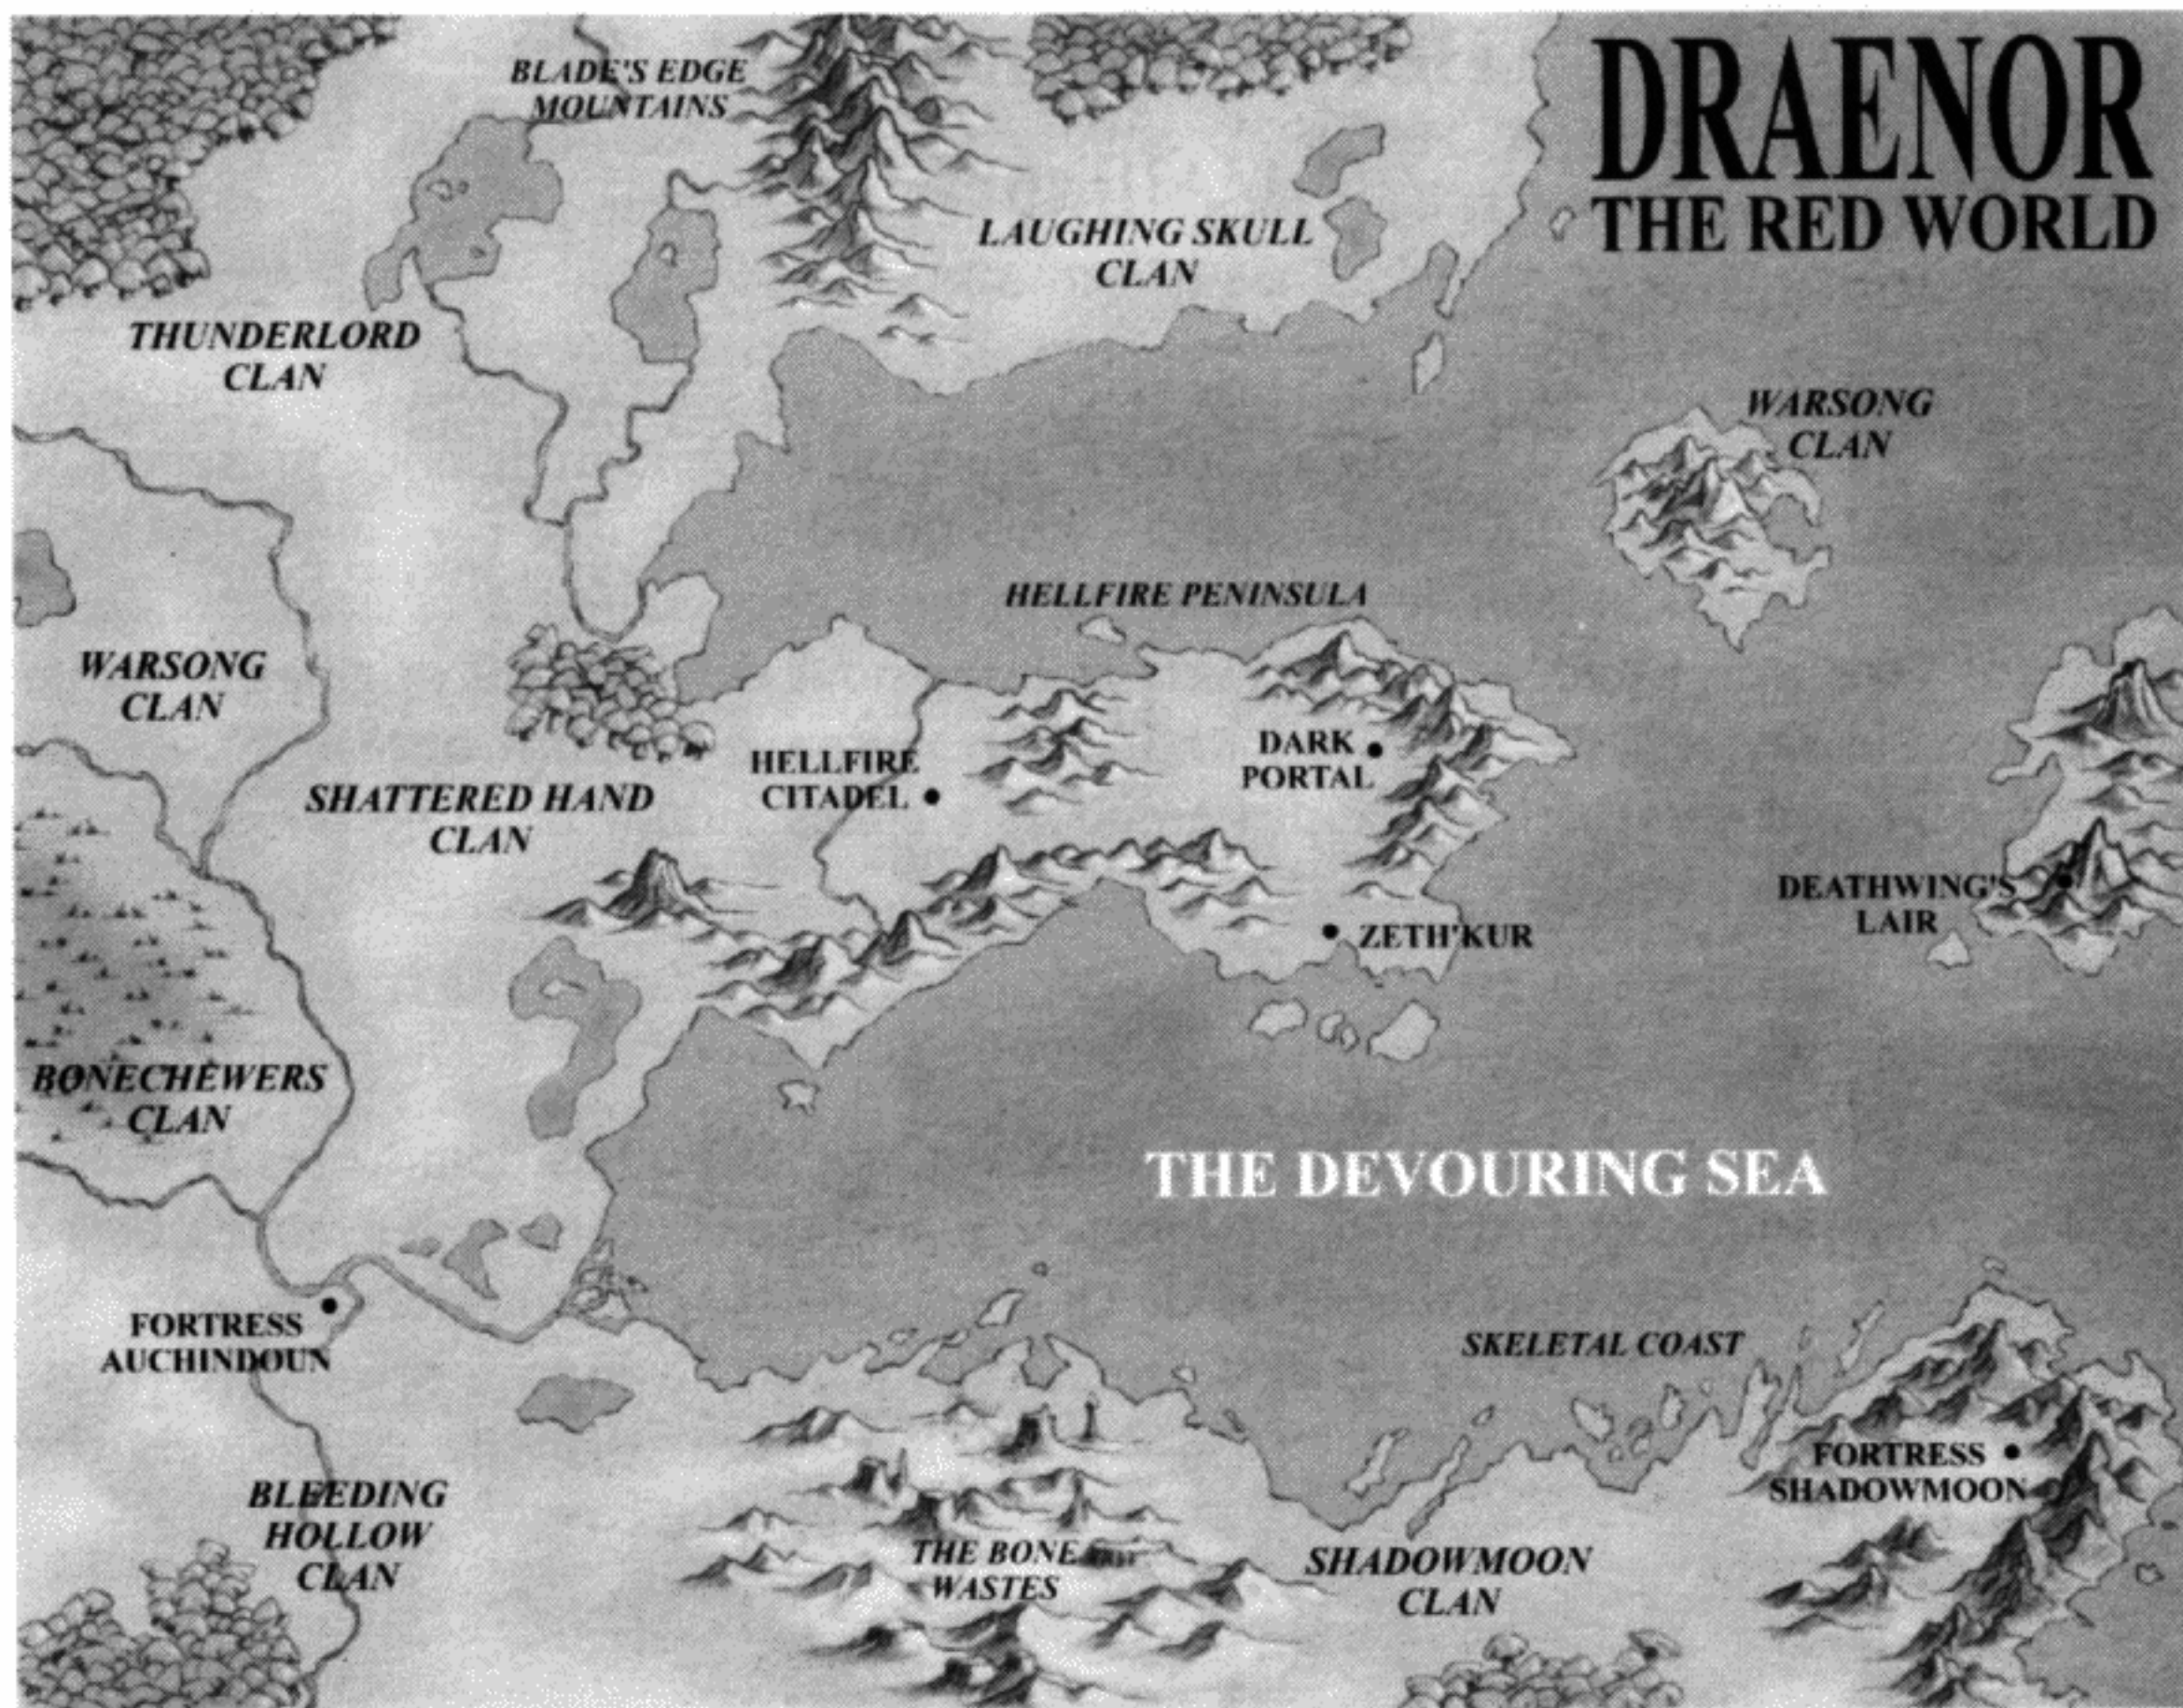 DRAENOR
THE RED WORLD
BLADE'S EDGE
MOUNTAINS
LAUGHING SKULL
CLAN
THUNDERLORD
CLAN
WARSONG
CLAN
HELLFIRE PENINSULA
WARSONG
CLAN
DARK
PORTAL
HELLFIRE
CITADEL
SHATTERED HAND
CLAN
DEATHWING'S
LAIR
ZETH'KUR
BONECHEWERS
CLAN
THE DEVOURING SEA
FORTRESS
AUCHINDOUN
SKELETAL COAST
FORTRESS
SHADOWMOON
BLEEDING
HOLLOW
CLAN
THE BONE
WASTES
SHADOWMOON
CLAN